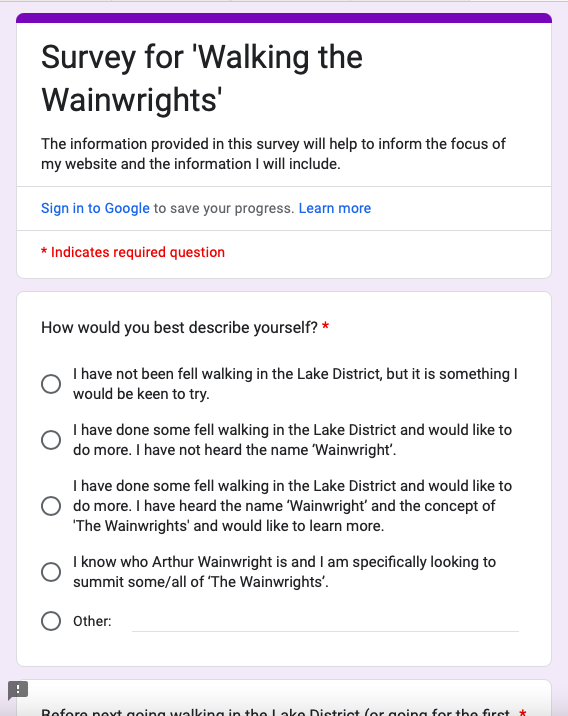 Survey for 'Walking the
Wainwrights'
The information provided in this survey will help to inform the focus of
my website and the information I will include.
Sign in to Google to save your progress. Learn more
* Indicates required question
How would you best describe yourself? *
I have not been fell walking in the Lake District, but it is something I
would be keen to try.
I have done some fell walking in the Lake District and would like to
do more. I have not heard the name ‘Wainwright’.
I have done some fell walking in the Lake District and would like to
do more. I have heard the name ‘Wainwright’ and the concept of
'The Wainwrights' and would like to learn more.
I know who Arthur Wainwright is and I am specifically looking to
summit some/all of ‘The Wainwrights’.
Other:
Before next going walking in the Lake District (or going for the first *